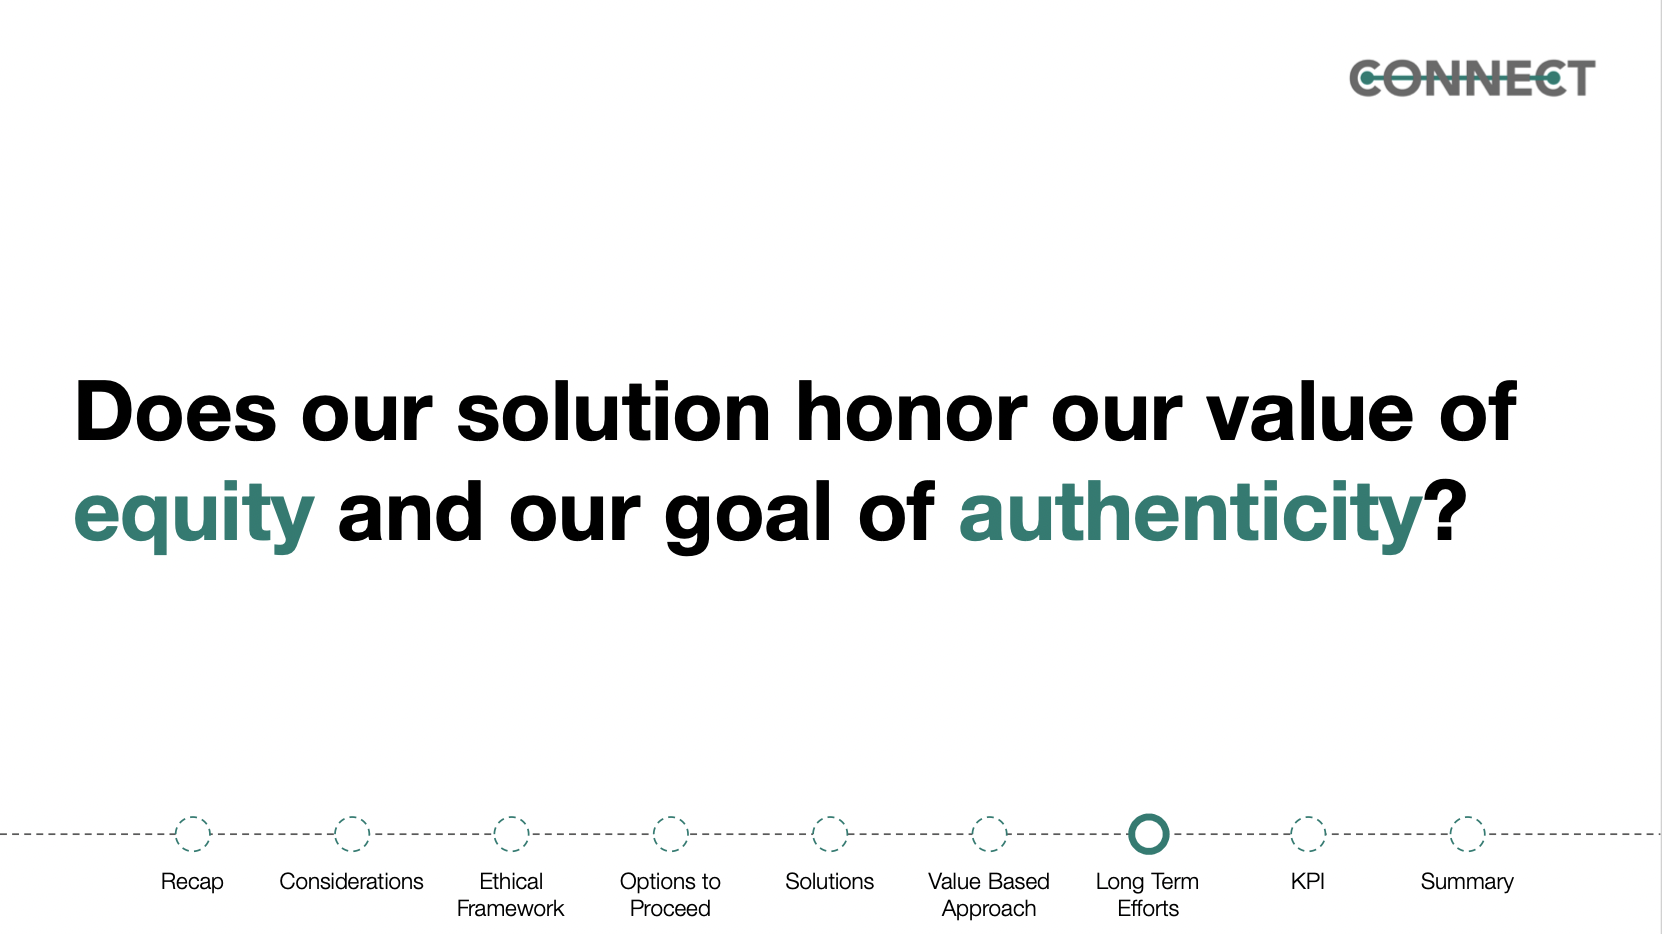 CONNECT
Does our solution honor our value of
equity and our goal of authenticity?
Recap
Considerations
Ethical
Framework
Options to
Proceed
Solutions
Value Based
Approach
Long Term
Efforts
KPI
Summary